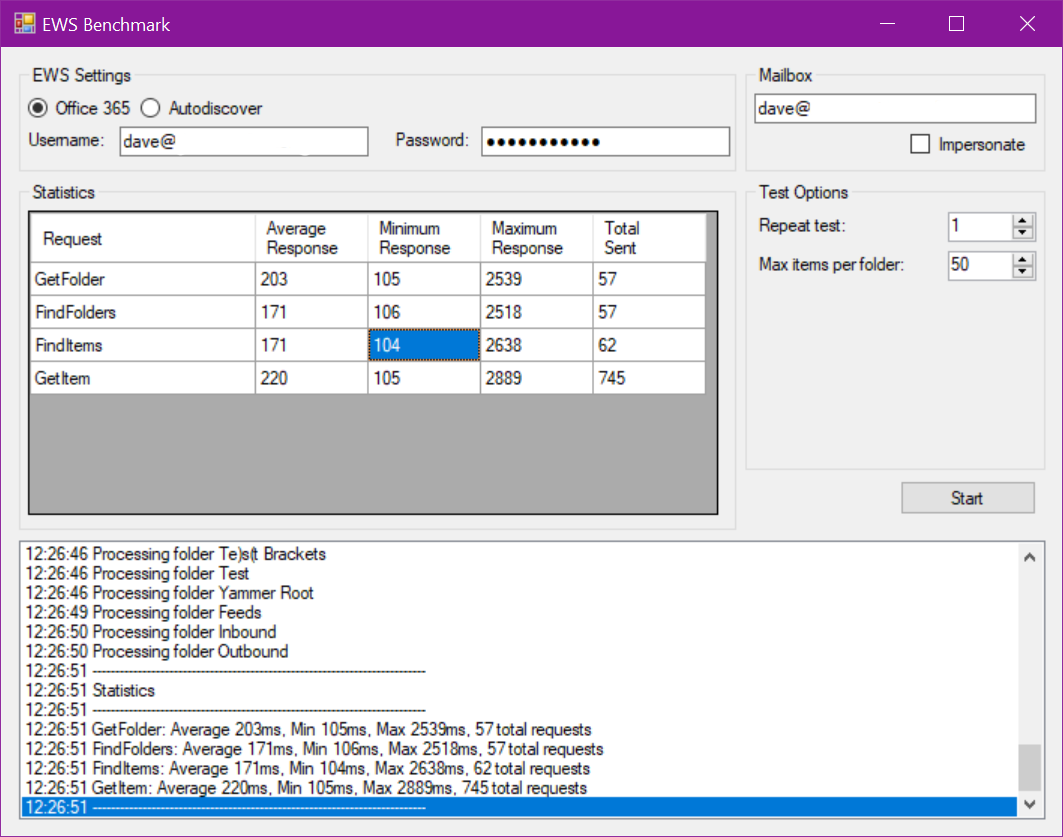 EWS Benchmark
EWS Settings
Office 365 Autodiscover
Username: dave@ Password: ●●●●●●●●●●●
Mailbox
dave@
Impersonate
Statistics
Request Average Response Minimum Response Maximum Response Total Sent
GetFolder 203 105 2539 57
FindFolders 171 106 2518 57
FindItems 171 104 2638 62
GetItem 220 105 2889 745
Test Options
Repeat test: 1
Max items per folder: 50
Start
12:26:46 Processing folder Te)s(t Brackets
12:26:46 Processing folder Test
12:26:46 Processing folder Yammer Root
12:26:49 Processing folder Feeds
12:26:50 Processing folder Inbound
12:26:50 Processing folder Outbound
12:26:51 --------------------------------------------------------------------------------
12:26:51 Statistics
12:26:51 --------------------------------------------------------------------------------
12:26:51 GetFolder: Average 203ms, Min 105ms, Max 2539ms, 57 total requests
12:26:51 FindFolders: Average 171ms, Min 106ms, Max 2518ms, 57 total requests
12:26:51 FindItems: Average 171ms, Min 104ms, Max 2638ms, 62 total requests
12:26:51 GetItem: Average 220ms, Min 105ms, Max 2889ms, 745 total requests
12:26:51 --------------------------------------------------------------------------------